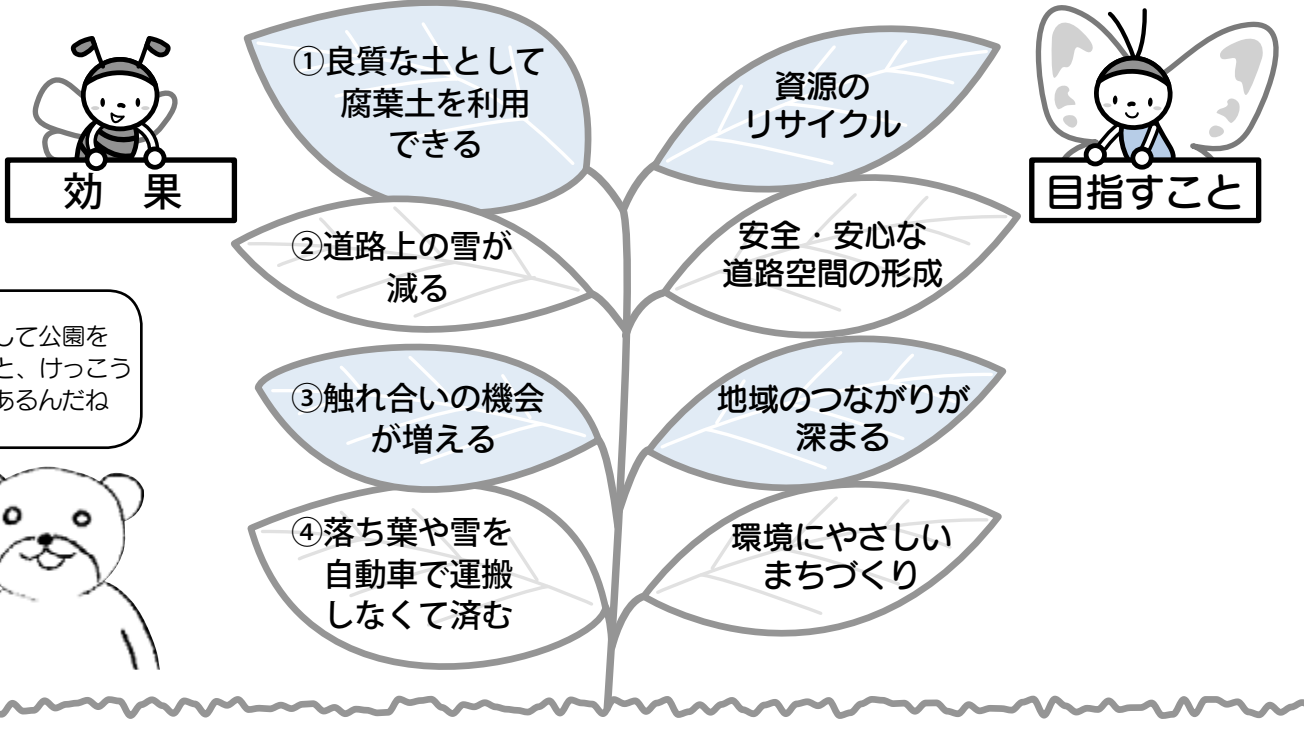 効　果
①良質な土として
腐葉土を利用
できる
②道路上の雪が
減る
③触れ合いの機会
が増える
④落ち葉や雪を
自動車で運搬
しなくて済む
目指すこと
資源の
リサイクル
安全・安心な
道路空間の形成
地域のつながりが
深まる
環境にやさしい
まちづくり
して公園を
と、けっこう
あるんだね